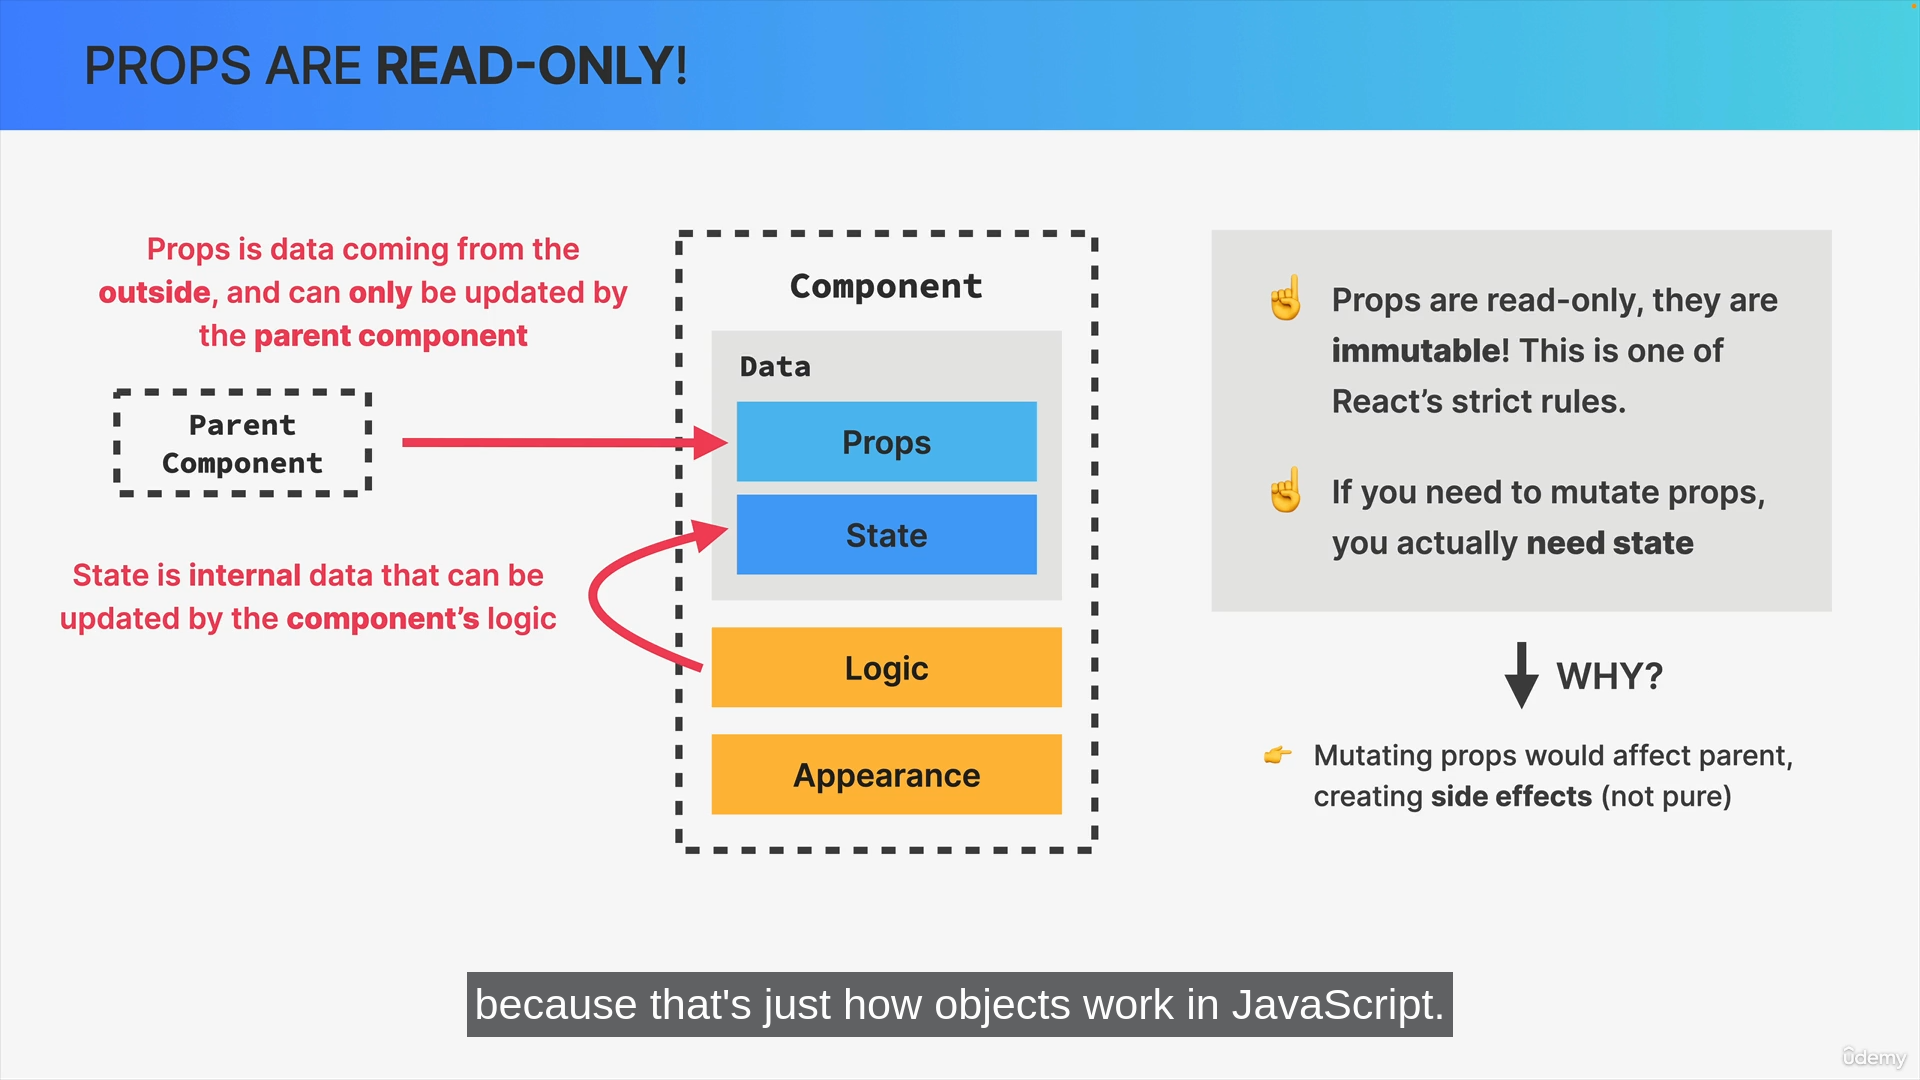 PROPS ARE READ-ONLY!
Props is data coming from the
outside, and can only be updated by
the parent component
Parent
Component
State is internal data that can be
updated by the component’s logic
Component
Data
Props
State
Logic
Appearance
Props are read-only, they are
immutable! This is one of
React’s strict rules.
If you need to mutate props,
you actually need state
WHY?
Mutating props would affect parent,
creating side effects (not pure)
because that's just how objects work in JavaScript.
ûdemy